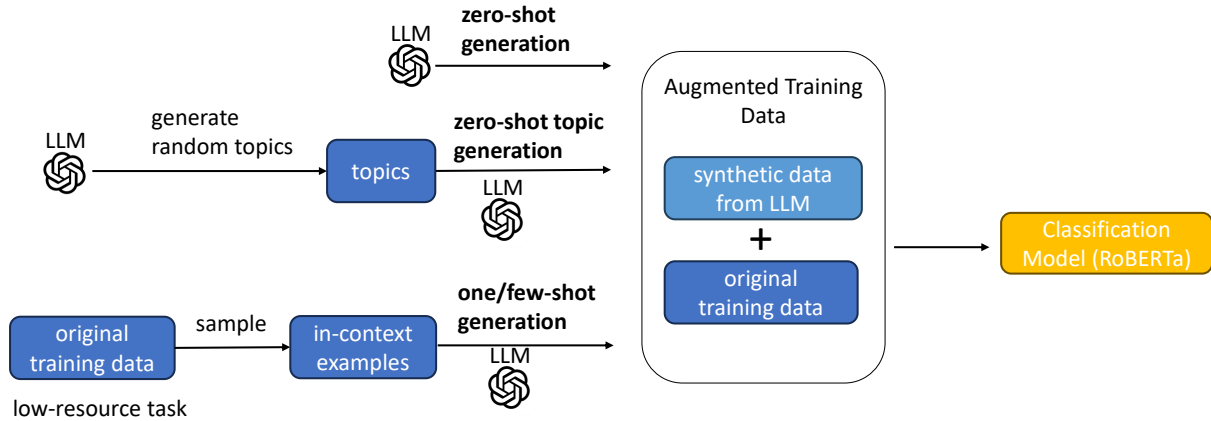 LLM
zero-shot
generation
LLM
generate
random topics
topics
zero-shot topic
generation
LLM
original
training data
low-resource task
sample
in-context
examples
one/few-shot
generation
LLM
Augmented Training
Data
synthetic data
from LLM
+
original
training data
Classification
Model (RoBERTa)